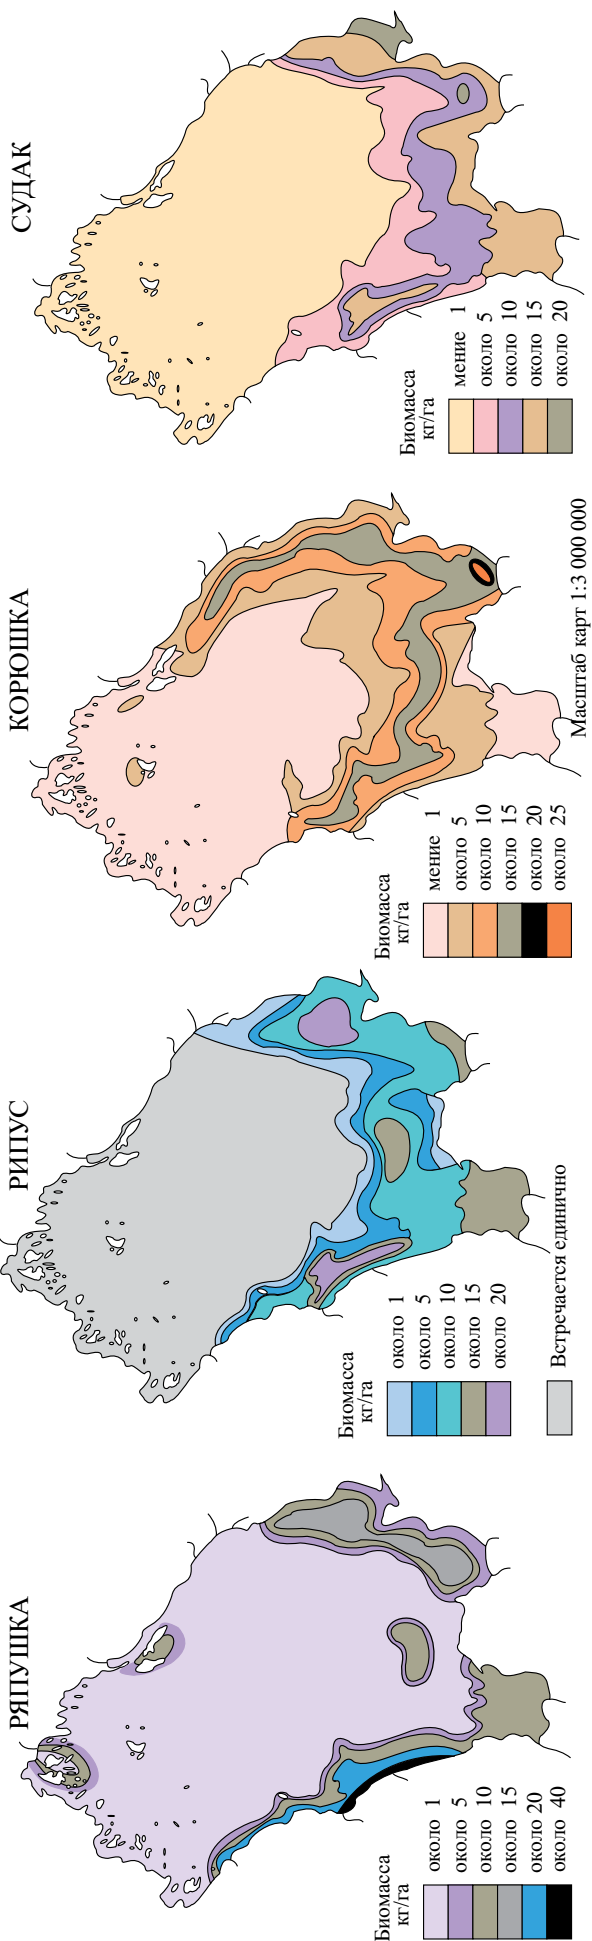 РЯПУШКА
Биомасса
кг/га
около 1
около 5
около 10
около 15
около 20
около 40
РИПУС
Биомасса
кг/га
около 1
около 5
около 10
около 15
около 20
Встречается единично
КОРЮШКА
Биомасса
кг/га
мение 1
около 5
около 10
около 15
около 20
около 25
Масштаб карт 1:3 000 000
СУДАК
Биомасса
кг/га
мение 1
около 5
около 10
около 15
около 20